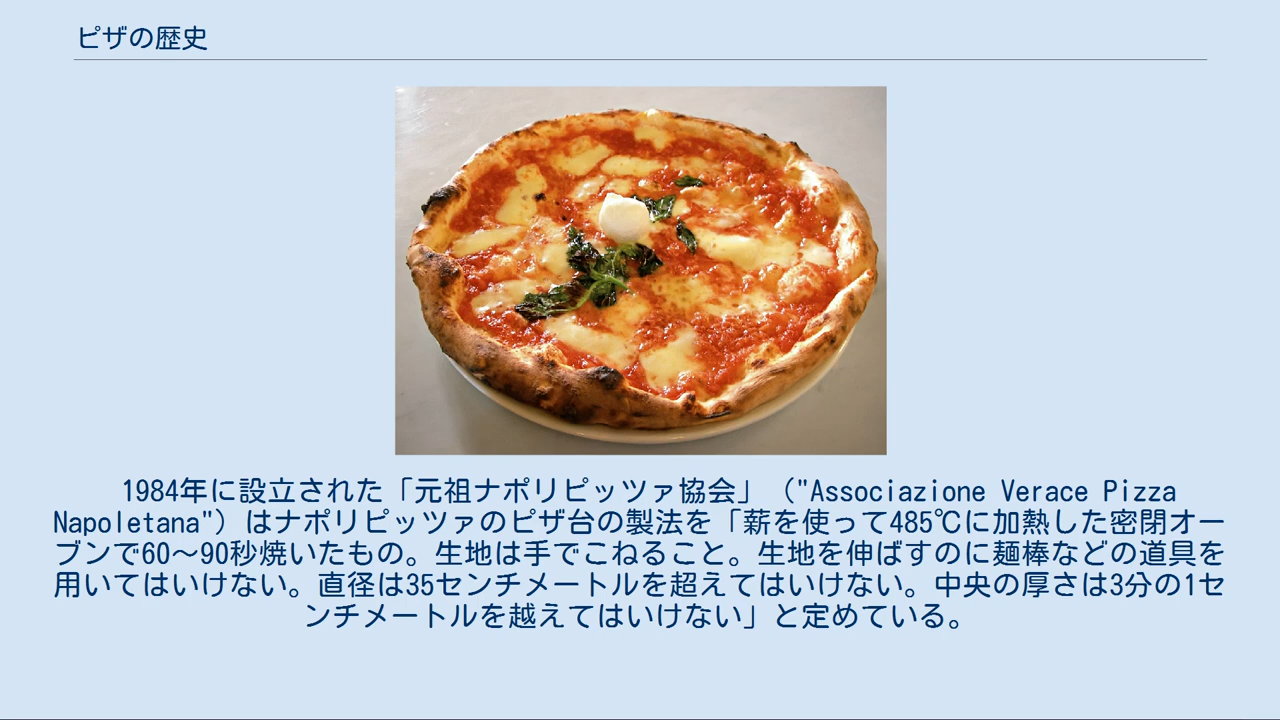 ピザの歴史
1984年に設立された「元祖ナポリピッツァ協会」（"Associazione Verace Pizza
Napoletana"）はナポリピッツァのピザ台の製法を「薪を使って485℃に加熱した密閉オー
ブンで60～90秒焼いたもの。生地は手でこねること。生地を伸ばすのに麺棒などの道具を
用いてはいけない。直径は35センチメートルを超えてはいけない。中央の厚さは3分の1セ
ンチメートルを越えてはいけない」と定めている。